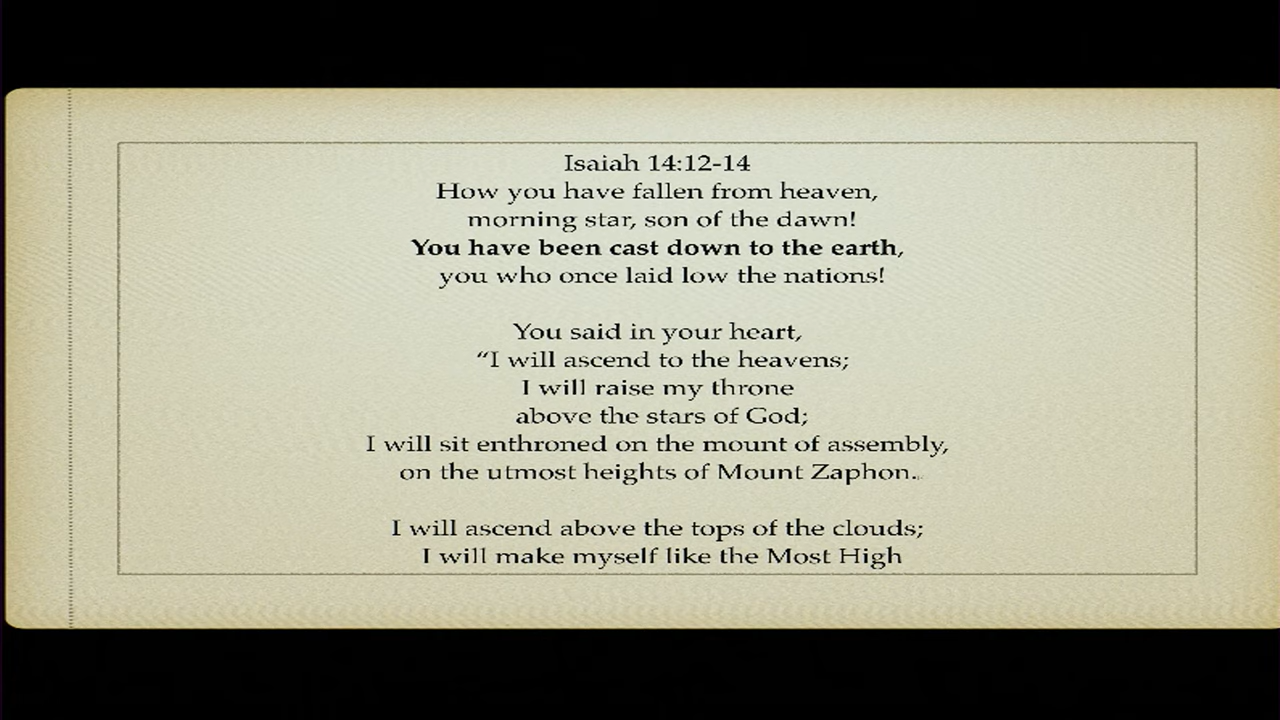 Isaiah 14:12-14
How you have fallen from heaven,
morning star, son of the dawn!
You have been cast down to the earth,
you who once laid low the nations!
You said in your heart,
“I will ascend to the heavens;
I will raise my throne
above the stars of God;
I will sit enthroned on the mount of assembly,
on the utmost heights of Mount Zaphon.
I will ascend above the tops of the clouds;
I will make myself like the Most High